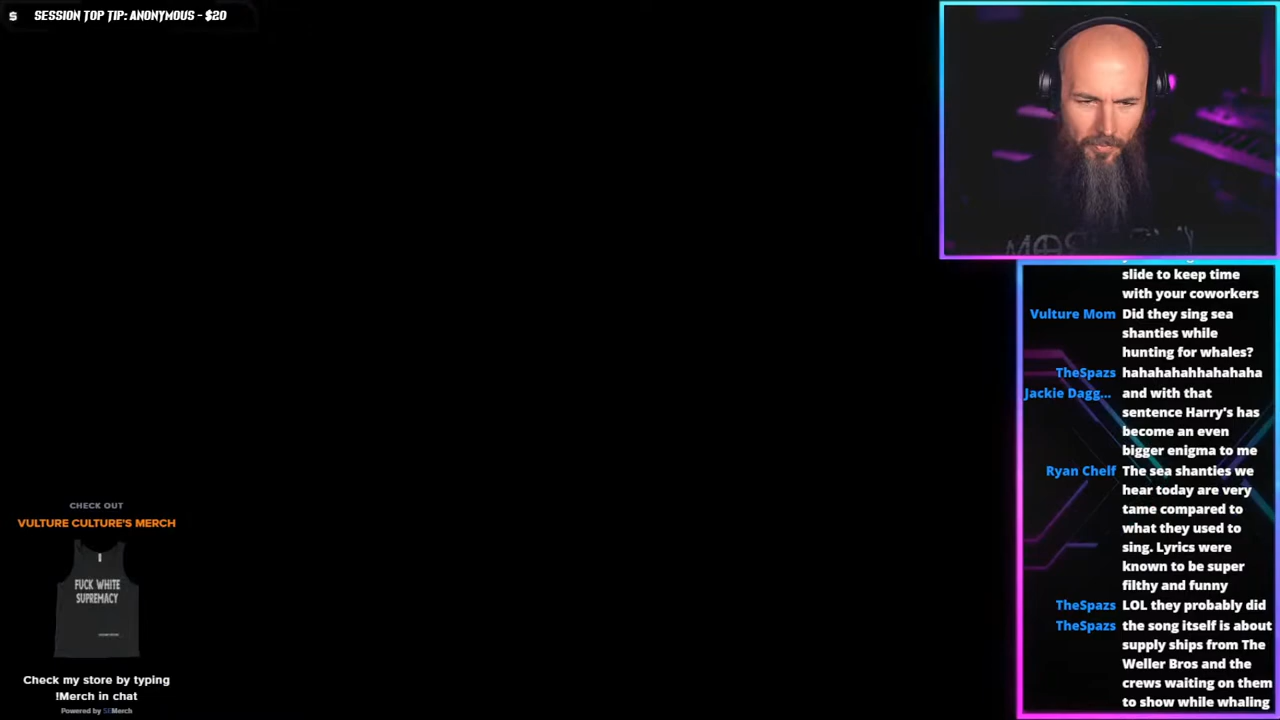 SESSION TOP TIP: ANONYMOUS - $20
slide to keep time
with your coworkers
Vulture Mom Did they sing sea
shanties while
hunting for whales?
TheSpazs hahahahahhahahaha
Jackie Dagg... and with that
sentence Harry's has
become an even
bigger enigma to me
Ryan Chelf The sea shanties we
hear today are very
tame compared to
what they used to
sing. Lyrics were
known to be super
filthy and funny
TheSpazs LOL they probably did
TheSpazs the song itself is about
supply ships from The
Weller Bros and the
crews waiting on them
to show while whaling
CHECK OUT
VULTURE CULTURE'S MERCH
FUCK WHITE
SUPREMACY
Check my store by typing
!Merch in chat
Powered by SEMerch